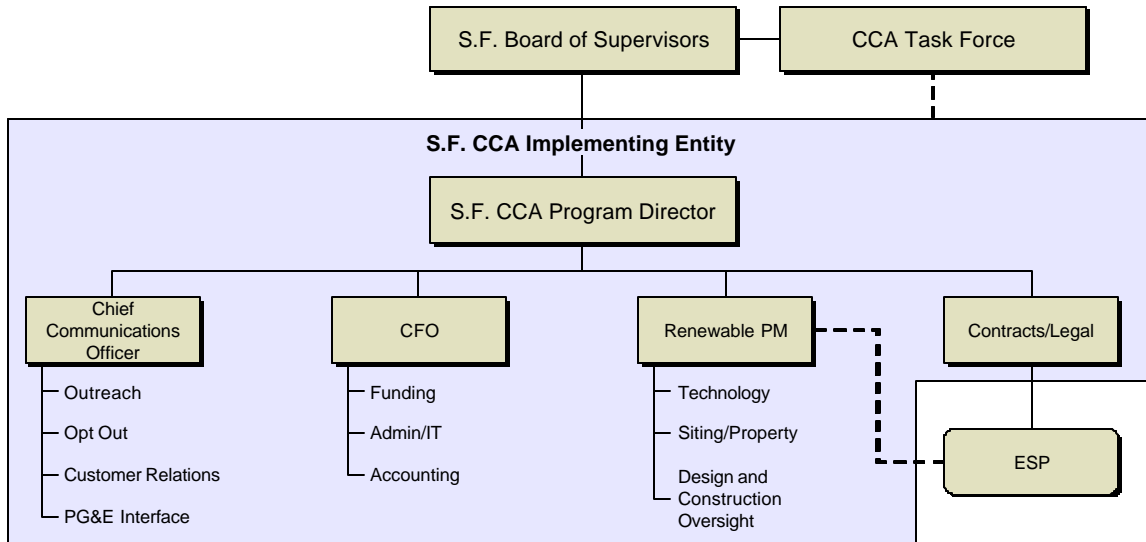 S.F. Board of Supervisors
CCA Task Force
S.F. CCA Implementing Entity
S.F. CCA Program Director
Chief
Communications
Officer
CFO
Renewable PM
Contracts/Legal
Outreach
Opt Out
Customer Relations
PG&E Interface
Funding
Admin/IT
Accounting
Technology
Siting/Property
Design and
Construction
Oversight
ESP